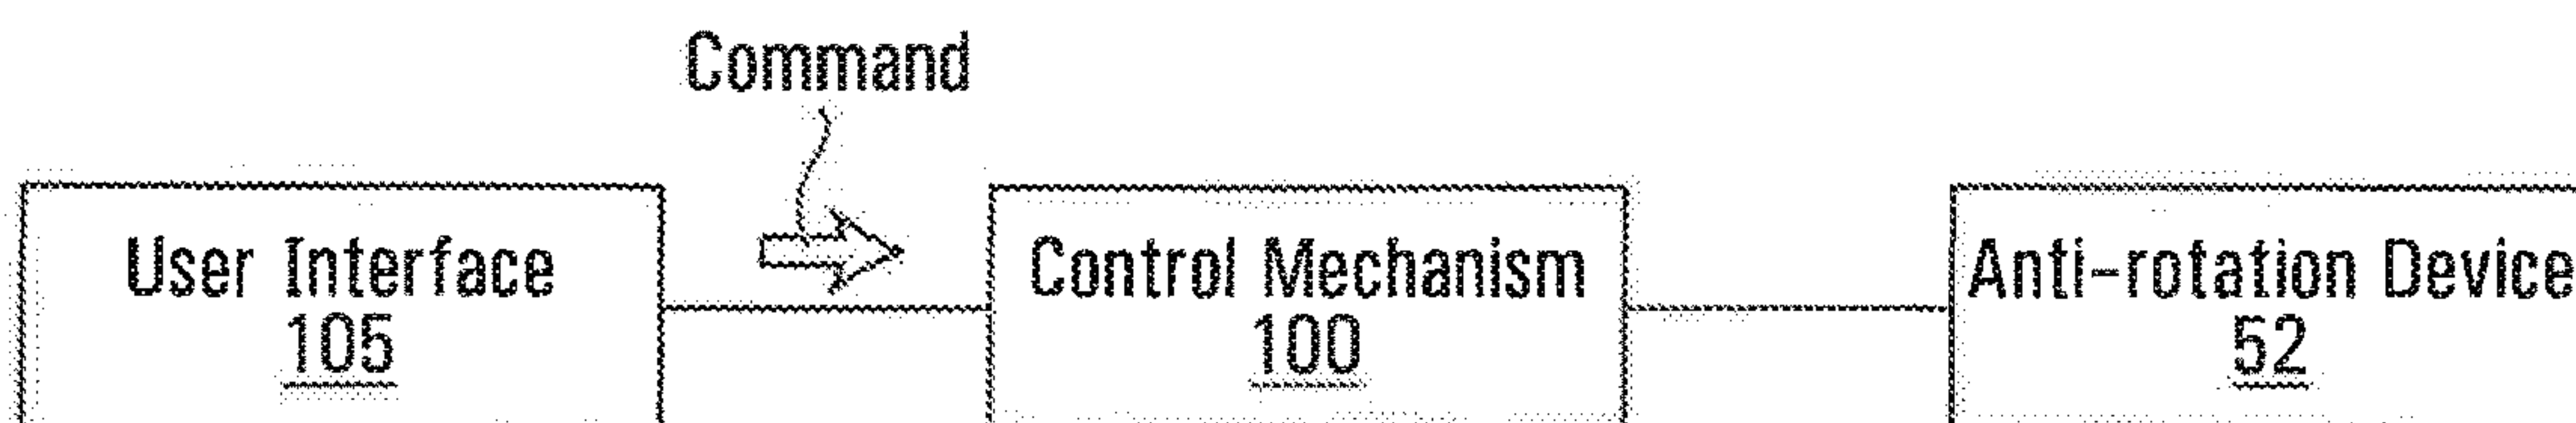 Command
User Interface
105
Control Mechanism
100
Anti-rotation Device
52